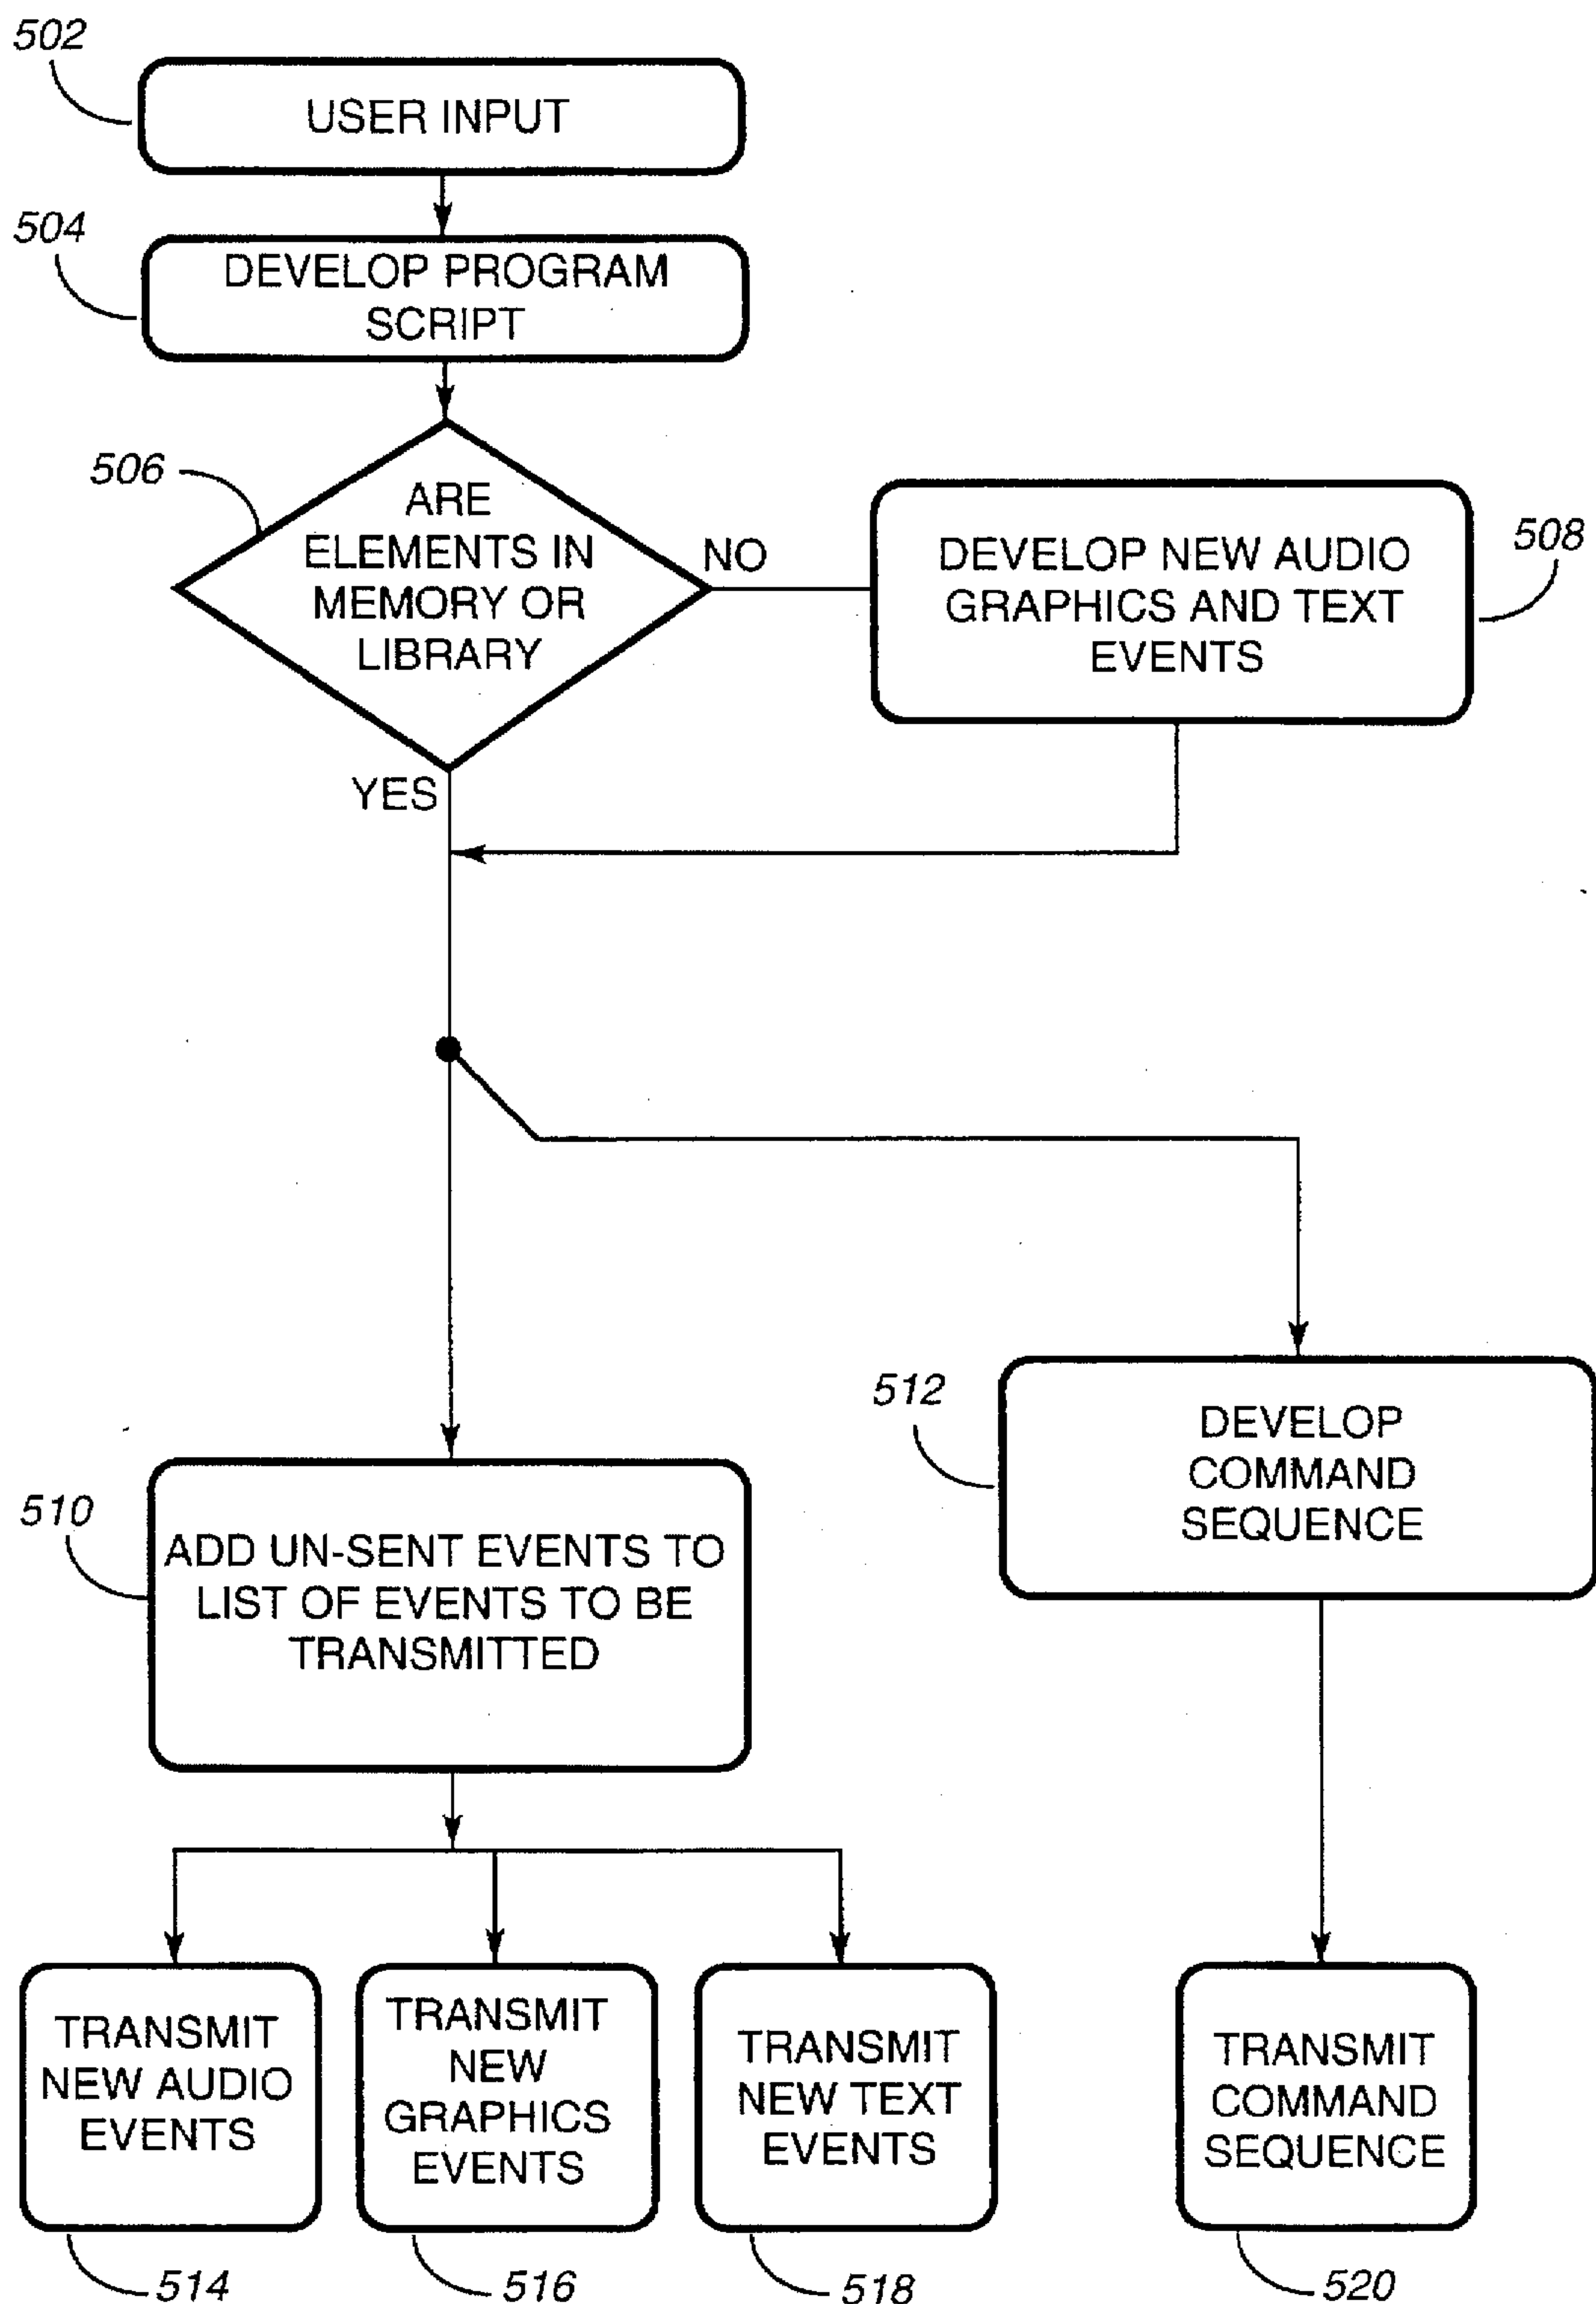 502
USER INPUT
504
DEVELOP PROGRAM
SCRIPT
506
ARE
ELEMENTS IN
MEMORY OR
LIBRARY
NO
DEVELOP NEW AUDIO
GRAPHICS AND TEXT
EVENTS
508
YES
512
DEVELOP
COMMAND
SEQUENCE
510
ADD UN-SENT EVENTS TO
LIST OF EVENTS TO BE
TRANSMITTED
TRANSMIT
NEW AUDIO
EVENTS
TRANSMIT
NEW
GRAPHICS
EVENTS
TRANSMIT
NEW TEXT
EVENTS
TRANSMIT
COMMAND
SEQUENCE
514
516
518
520